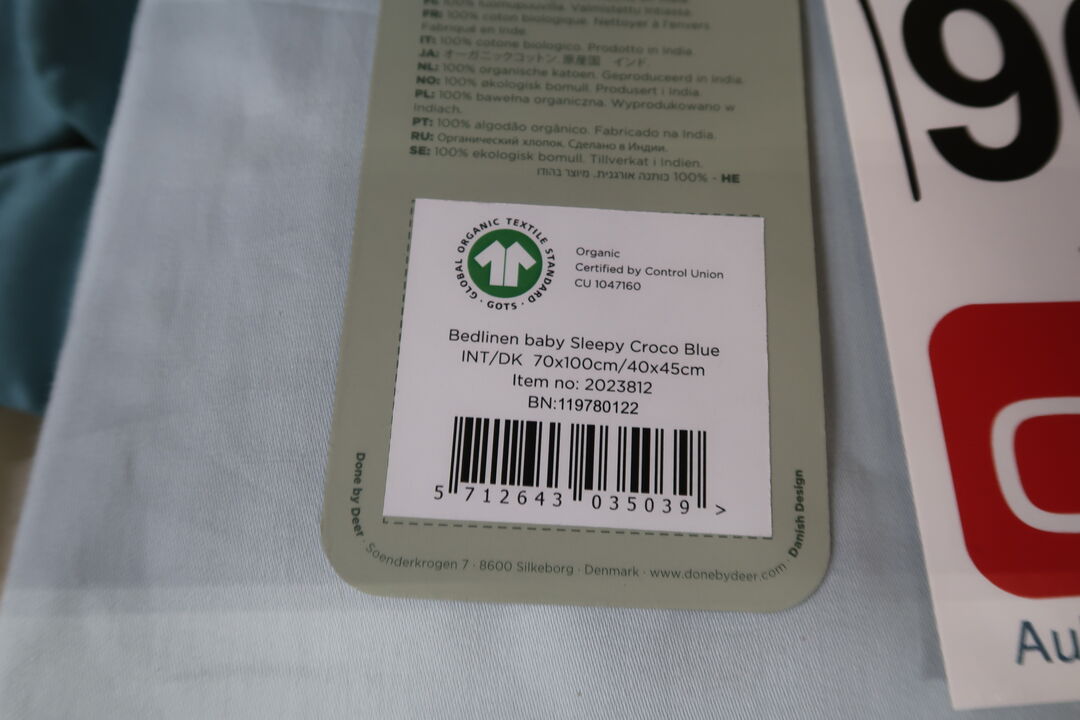 FI: 100% luomupuuvilla. Valmistettu Intiassa.
FR: 100% coton biologique. Nettoyer à l'envers.
Fabriqué en Inde.
IT: 100% cotone biologico. Prodotto in India.
JA: オーガニックコットン. 原産国 インド.
NL: 100% organische katoen. Geproduceerd in India.
NO: 100% økologisk bomull. Produsert i India.
PL: 100% bawełna organiczna. Wyprodukowano w
Indiach.
PT: 100% algodão orgânico. Fabricado na India.
RU: Органический хлопок. Сделано в Индии.
SE: 100% ekologisk bomull. Tillverkat i Indien.
HE - 100% כותנה אורגנית. מיוצר בהודו
GLOBAL ORGANIC TEXTILE STANDARD · GOTS ·
Organic
Certified by Control Union
CU 1047160
Bedlinen baby Sleepy Croco Blue
INT/DK 70x100cm/40x45cm
Item no: 2023812
BN:119780122
5 712643 035039 >
Done by Deer · Soenderkrogen 7 · 8600 Silkeborg · Denmark · www.donebydeer.com · Danish Design
9
Au